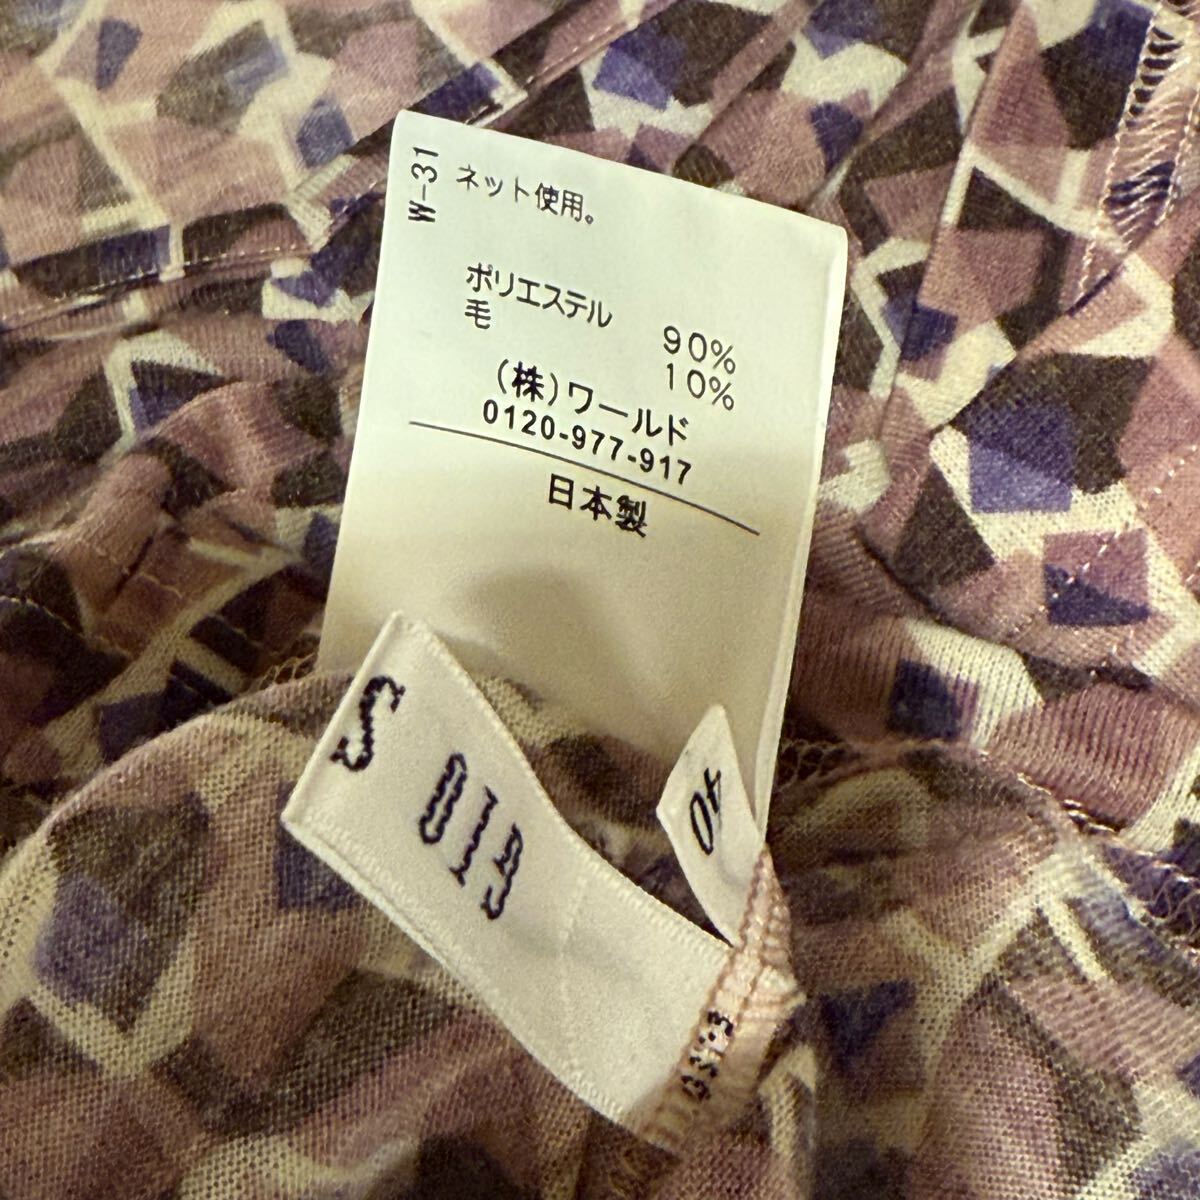 W-31
ネット使用。
ポリエステル 90%
毛 10%
(株)ワールド
0120-977-917
日本製
40